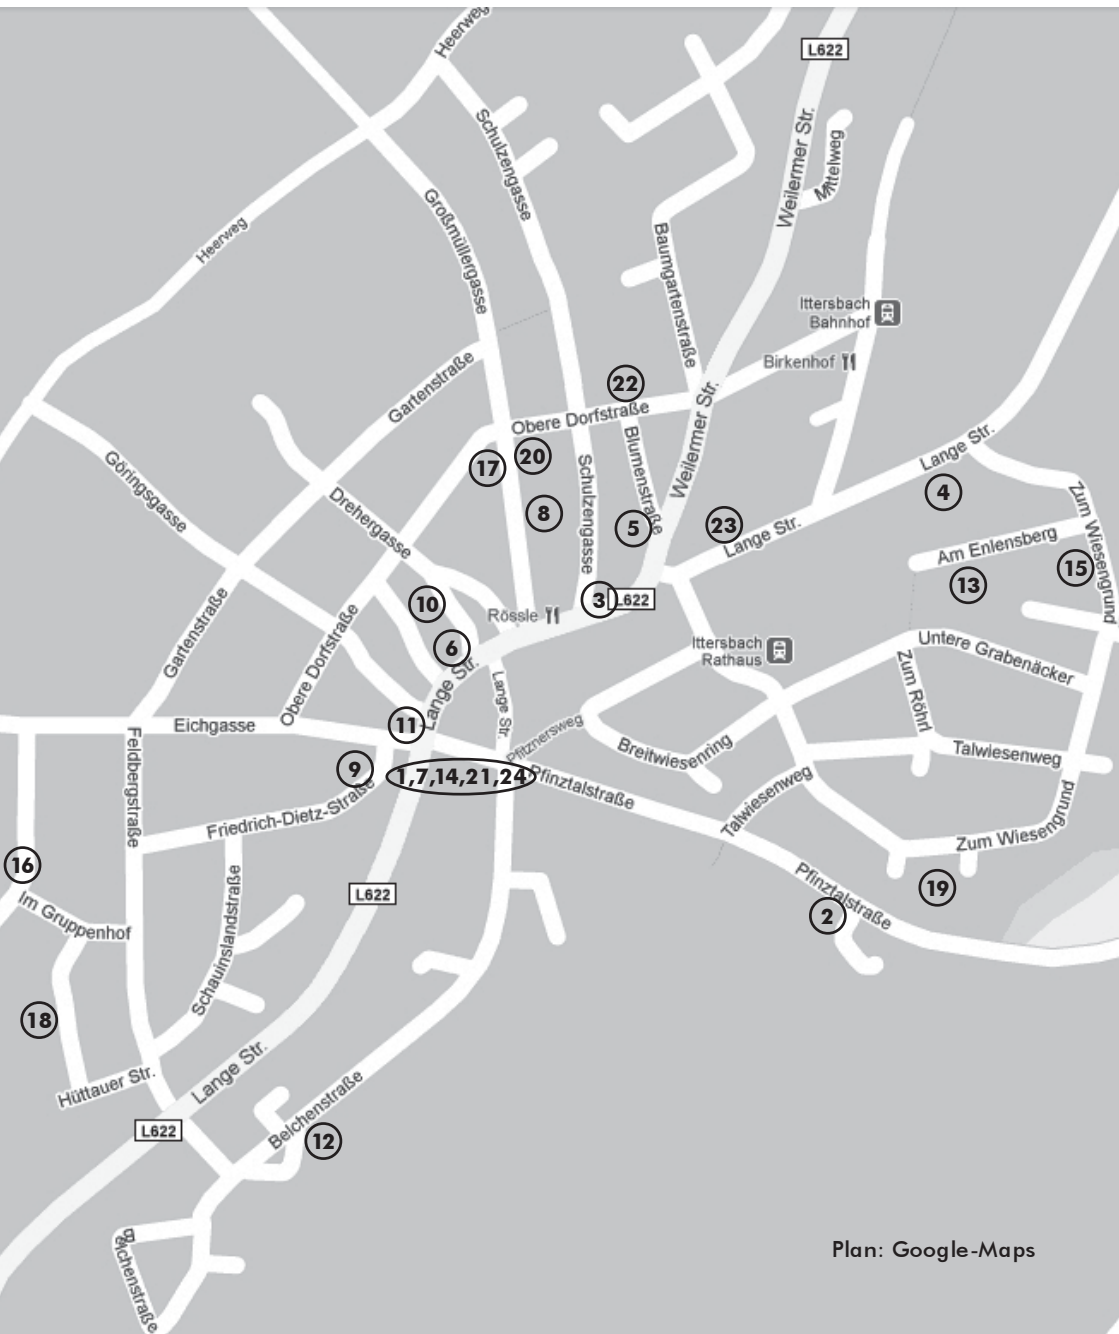 Heerweg
L622
Schulzengasse
Weilermer Str.
Mittelweg
Großmüllergasse
Heerweg
Baumgartenstraße
Ittersbach
Bahnhof
Birkenhof
Gartenstraße
22
Obere Dorfstraße
Weilermer Str.
Blumenstraße
Lange Str.
Göringsgasse
17
20
Schulzengasse
4
Zum Wiesengrund
Drehergasse
8
5
23
Lange Str.
Am Enlensberg
15
13
10
3
L622
Rössle
Gartenstraße
Obere Dorfstraße
6
Ittersbach
Rathaus
Untere Grabenäcker
Zum Röhrl
Lange Str.
Lange Str.
Eichgasse
11
Pfitznersweg
Breitwiesenring
Talwiesenweg
Feldbergstraße
9
1,7,14,21,24
Pfinztalstraße
Talwiesenweg
Friedrich-Dietz-Straße
Zum Wiesengrund
16
Schauinslandstraße
L622
Pfinztalstraße
19
2
Im Gruppenhof
18
Hüttauer Str.
Lange Str.
Belchenstraße
L622
12
Belchenstraße
Plan: Google-Maps